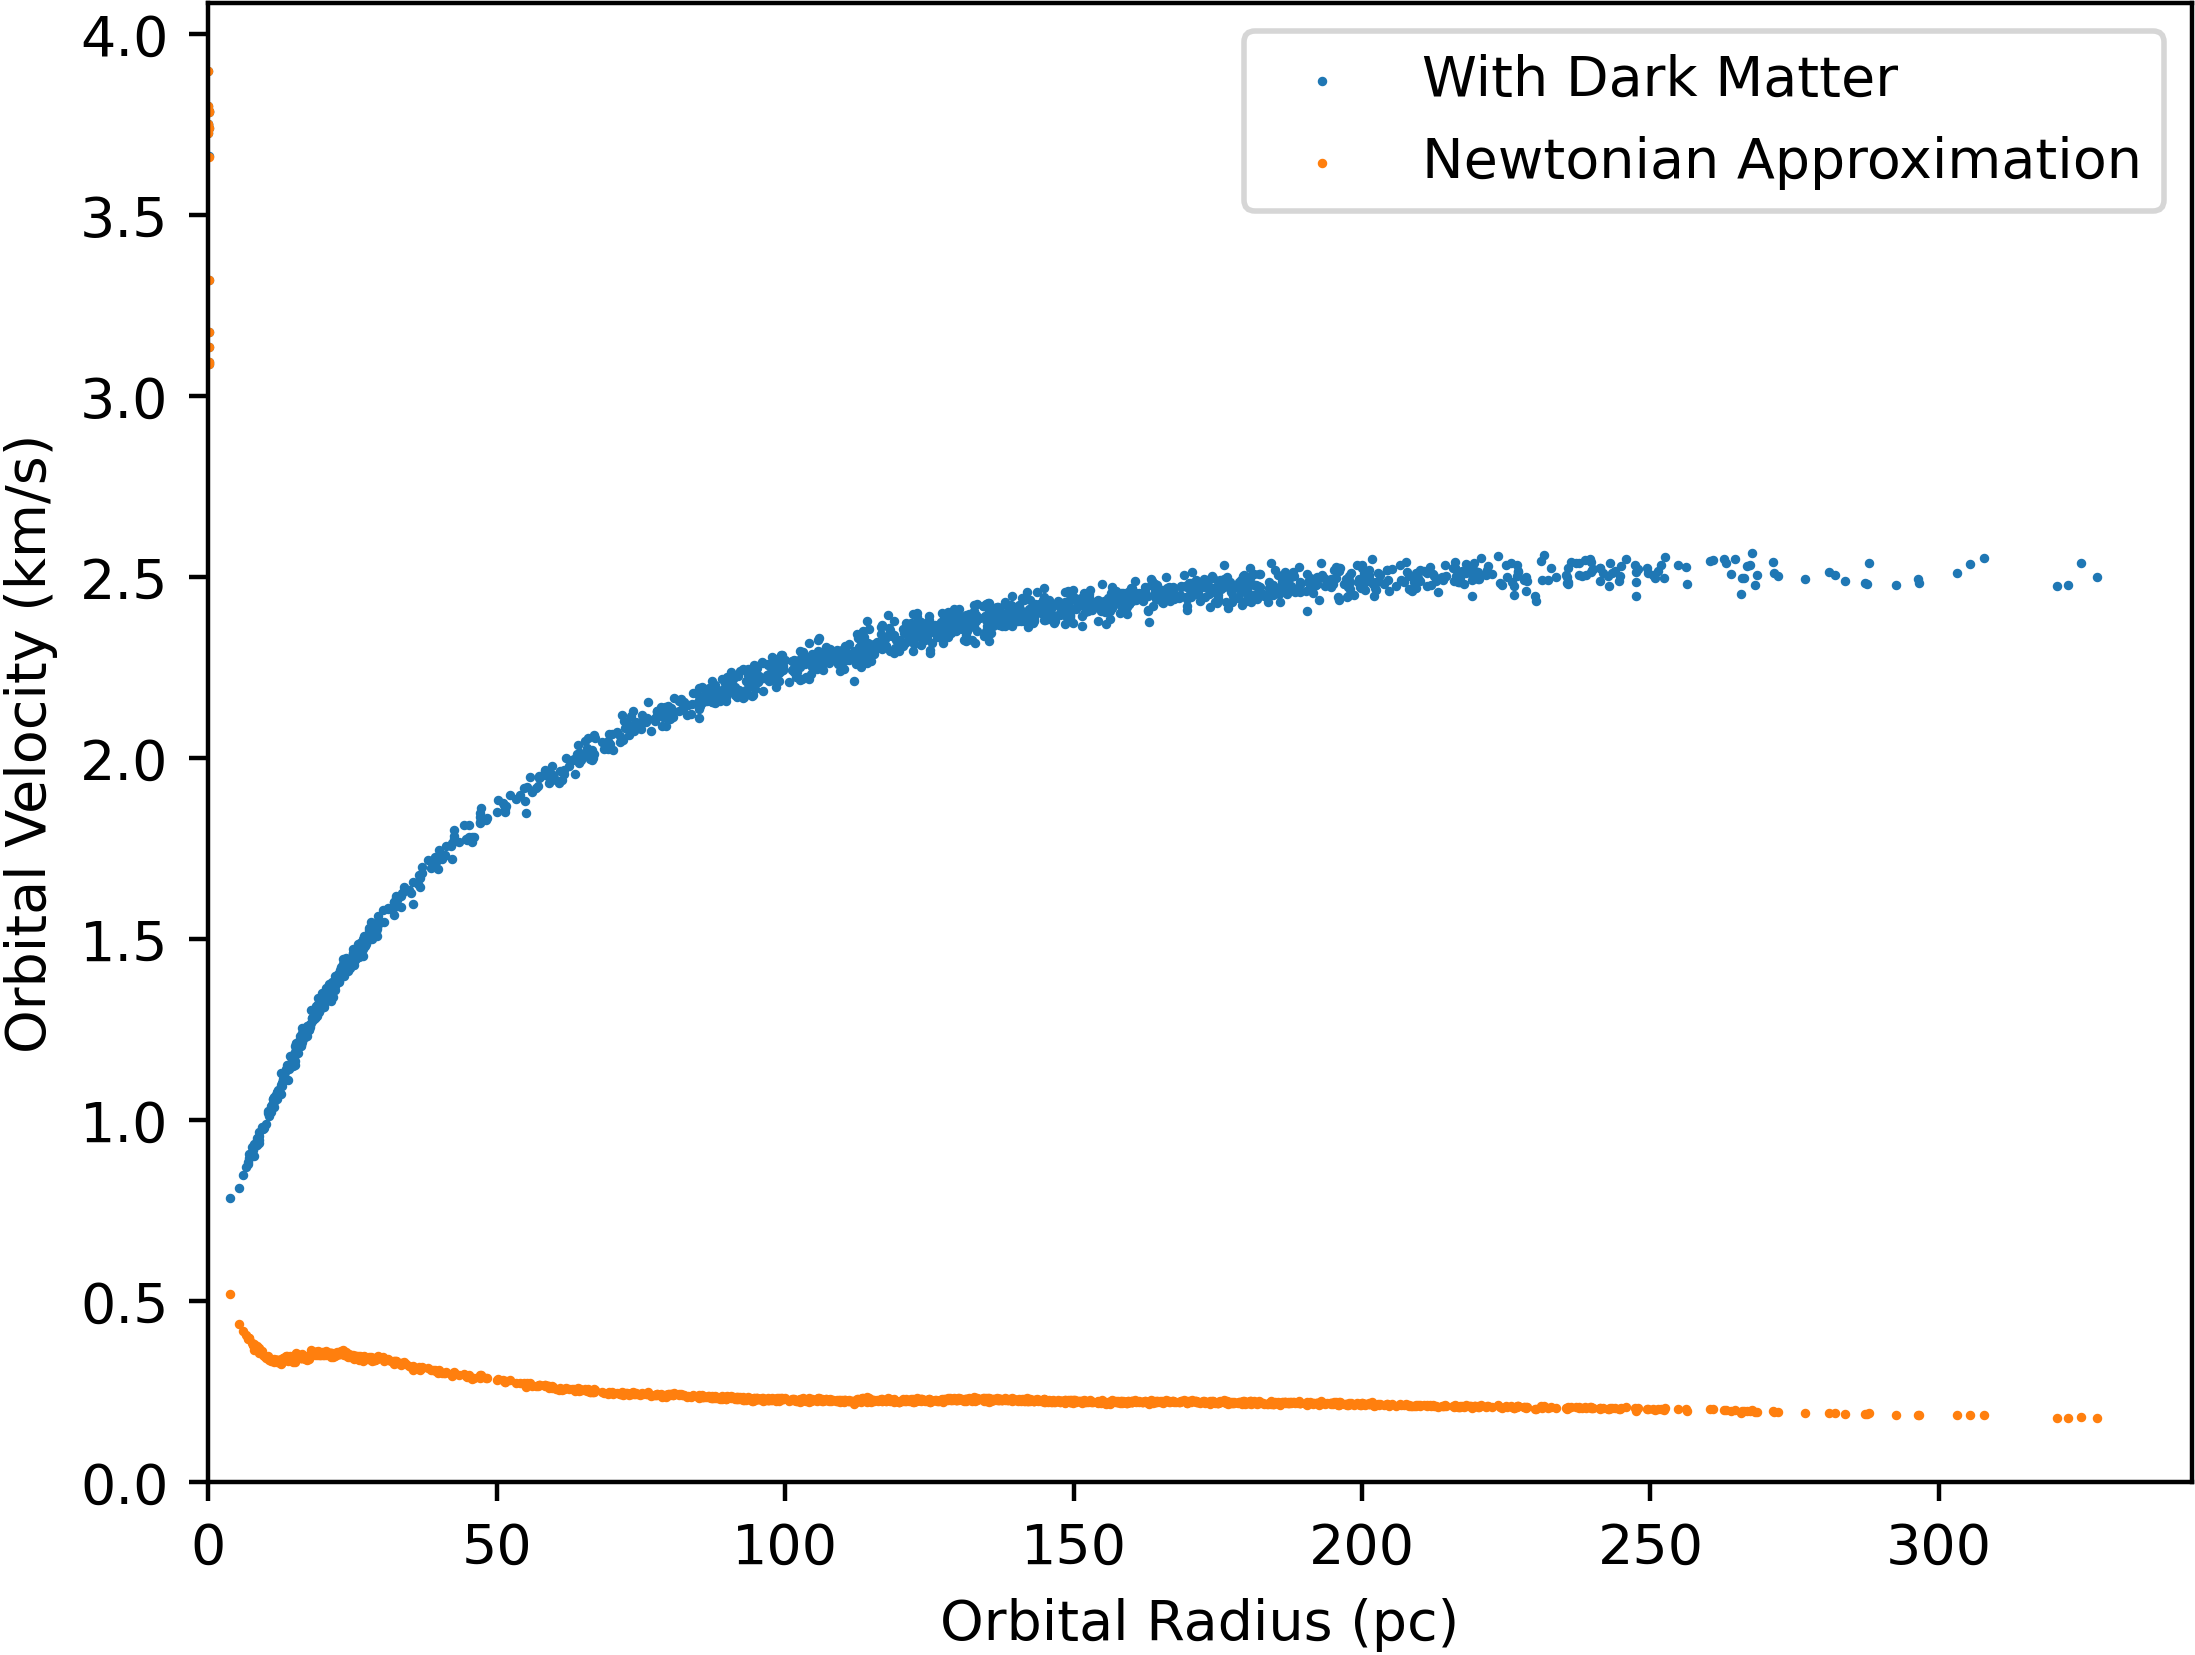 4.0
3.5
3.0
2.5
2.0
1.5
1.0
0.5
0.0
Orbital Velocity (km/s)
With Dark Matter
Newtonian Approximation
0 50 100 150 200 250 300
Orbital Radius (pc)